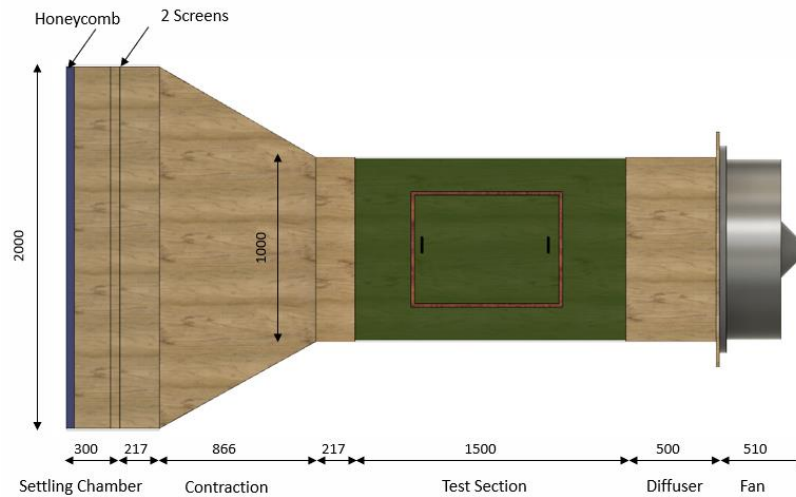 Honeycomb
2 Screens
2000
1000
300
217
866
217
1500
500
510
Settling Chamber
Contraction
Test Section
Diffuser
Fan